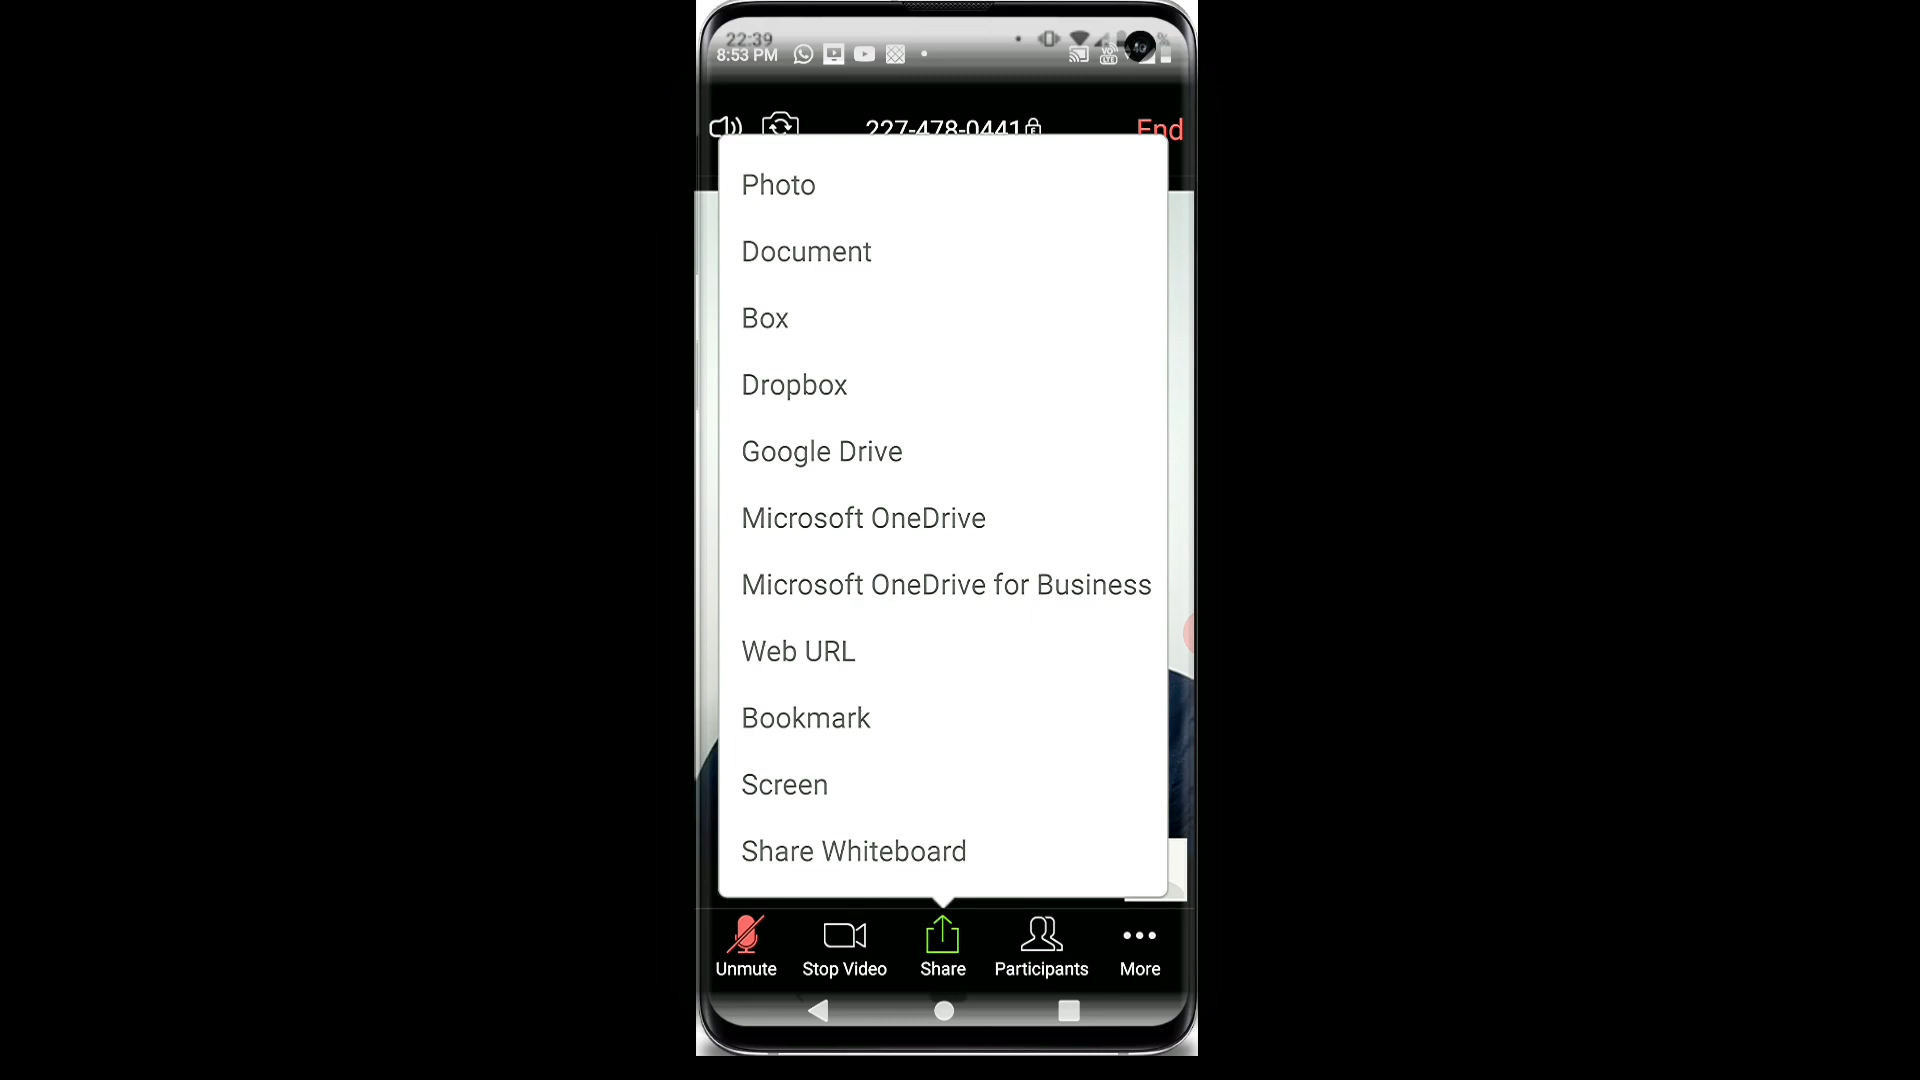 22:39
8:53 PM
227-478-0441
End
Photo
Document
Box
Dropbox
Google Drive
Microsoft OneDrive
Microsoft OneDrive for Business
Web URL
Bookmark
Screen
Share Whiteboard
Unmute Stop Video Share Participants More